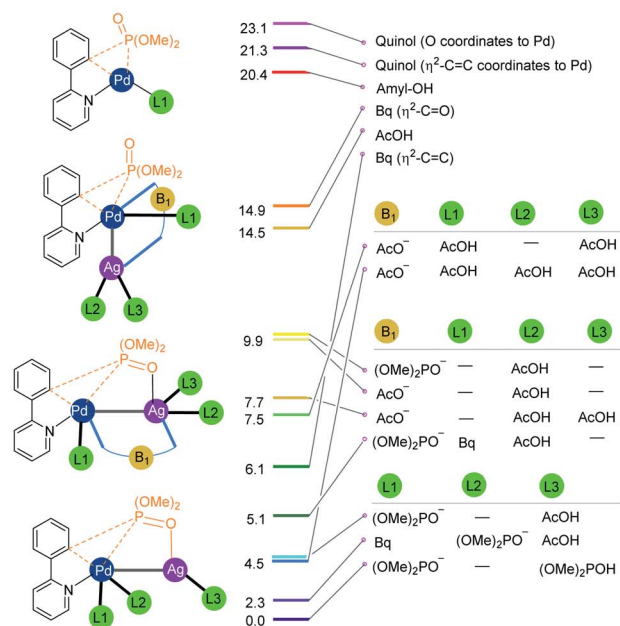 O
P(OMe)₂
Pd
N
L1
O
P(OMe)₂
B₁
Pd
L1
N
Ag
L2
L3
(OMe)₂
P
O
L3
Pd
Ag
L2
N
L1
B₁
(OMe)₂
P
O
Pd
Ag
N
L2
L3
L1
23.1
21.3
20.4
14.9
14.5
9.9
7.7
7.5
6.1
5.1
4.5
2.3
0.0
Quinol (O coordinates to Pd)
Quinol (η²-C=C coordinates to Pd)
Amyl-OH
Bq (η²-C=O)
AcOH
Bq (η²-C=C)
B₁ L1 L2 L3
AcO⁻ AcOH — AcOH
AcO⁻ AcOH AcOH AcOH
B₁ L1 L2 L3
(OMe)₂PO⁻ — AcOH —
AcO⁻ — AcOH —
AcO⁻ — AcOH AcOH
(OMe)₂PO⁻ Bq AcOH —
L1 L2 L3
(OMe)₂PO⁻ — AcOH
Bq (OMe)₂PO⁻ AcOH
(OMe)₂PO⁻ — (OMe)₂POH